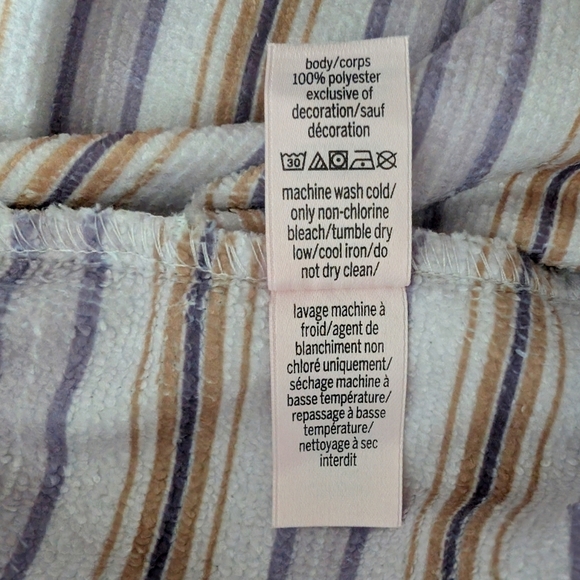 body/corps
100% polyester
exclusive of
decoration/sauf
décoration
30
machine wash cold/
only non-chlorine
bleach/tumble dry
low/cool iron/do
not dry clean/
lavage machine à
froid/agent de
blanchiment non
chloré uniquement/
séchage machine à
basse température/
repassage à basse
température/
nettoyage à sec
interdit